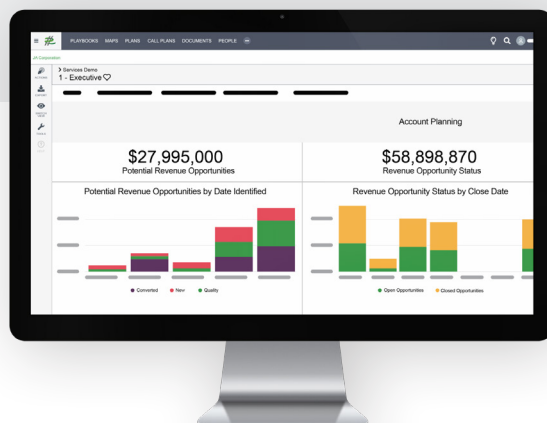 PLAYBOOKS MAPS PLANS CALL PLANS DOCUMENTS PEOPLE
Services Demo
1 - Executive
Account Planning
$27,995,000
Potential Revenue Opportunities
$58,898,870
Revenue Opportunity Status
Potential Revenue Opportunities by Date Identified
Converted New Qualify
Revenue Opportunity Status by Close Date
Open Opportunities Closed Opportunities